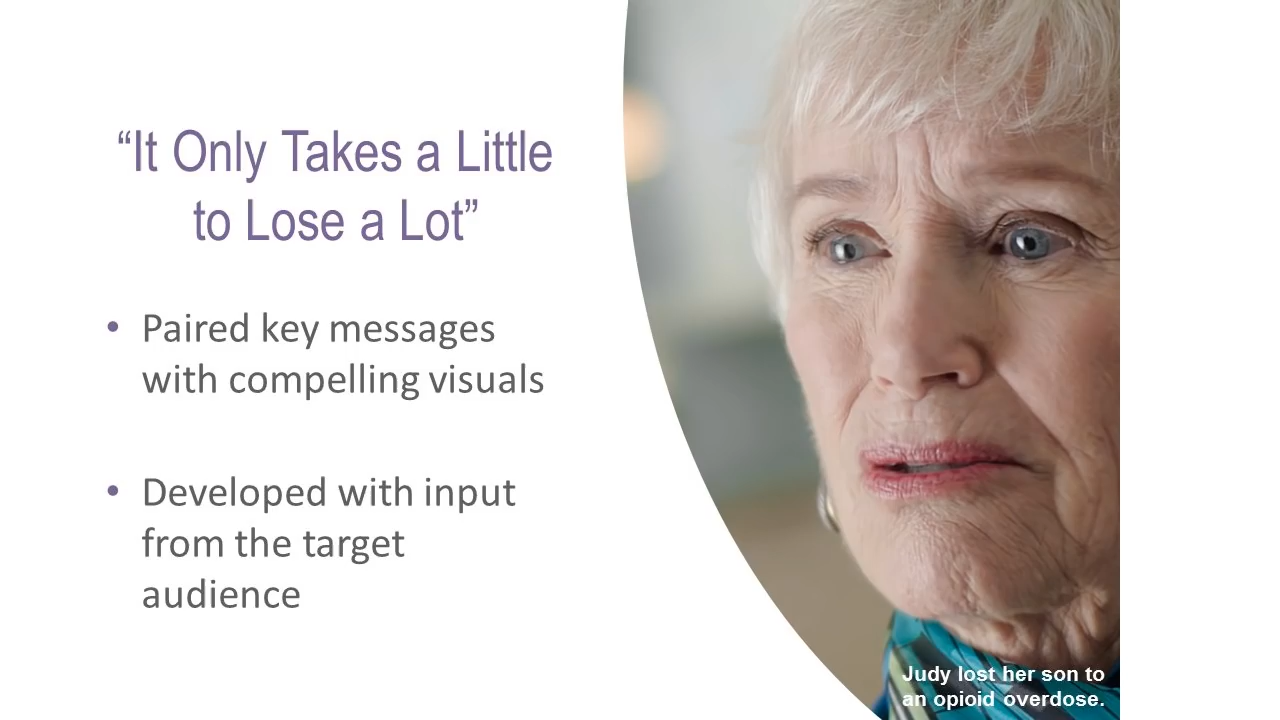 “It Only Takes a Little
to Lose a Lot”
• Paired key messages
with compelling visuals
• Developed with input
from the target
audience
Judy lost her son to
an opioid overdose.